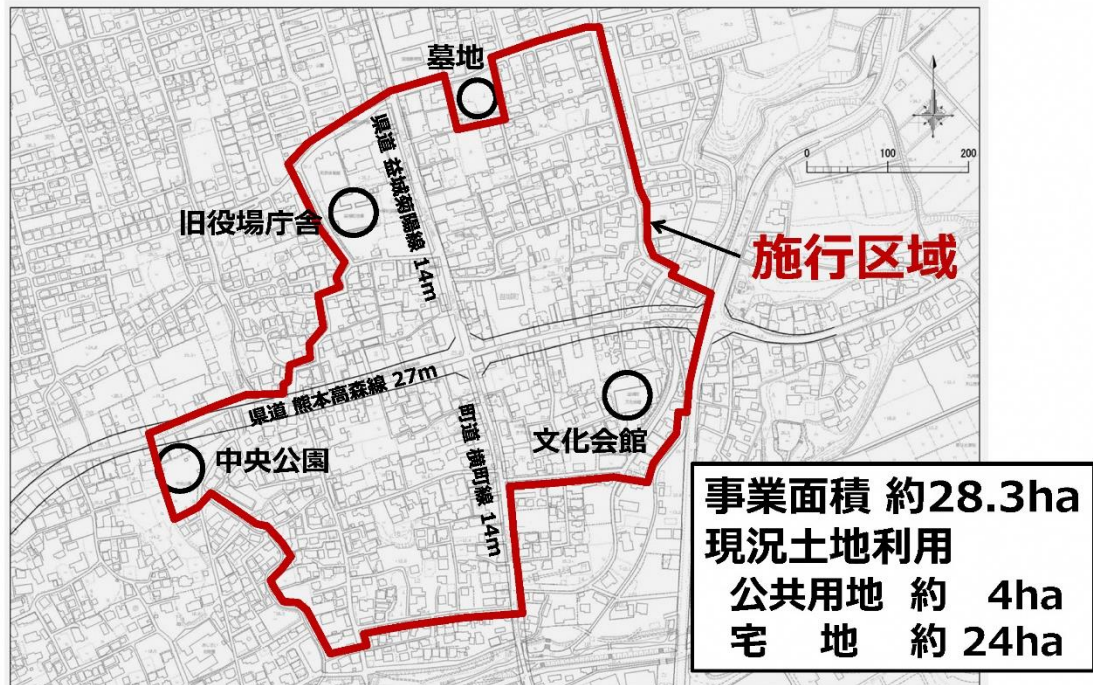 墓地
県道 益城菊陽線 14m
旧役場庁舎
0 100 200
施行区域
県道 熊本高森線 27m
町道 横町線 14m
文化会館
中央公園
事業面積 約28.3ha
現況土地利用
公共用地 約 4ha
宅 地 約 24ha